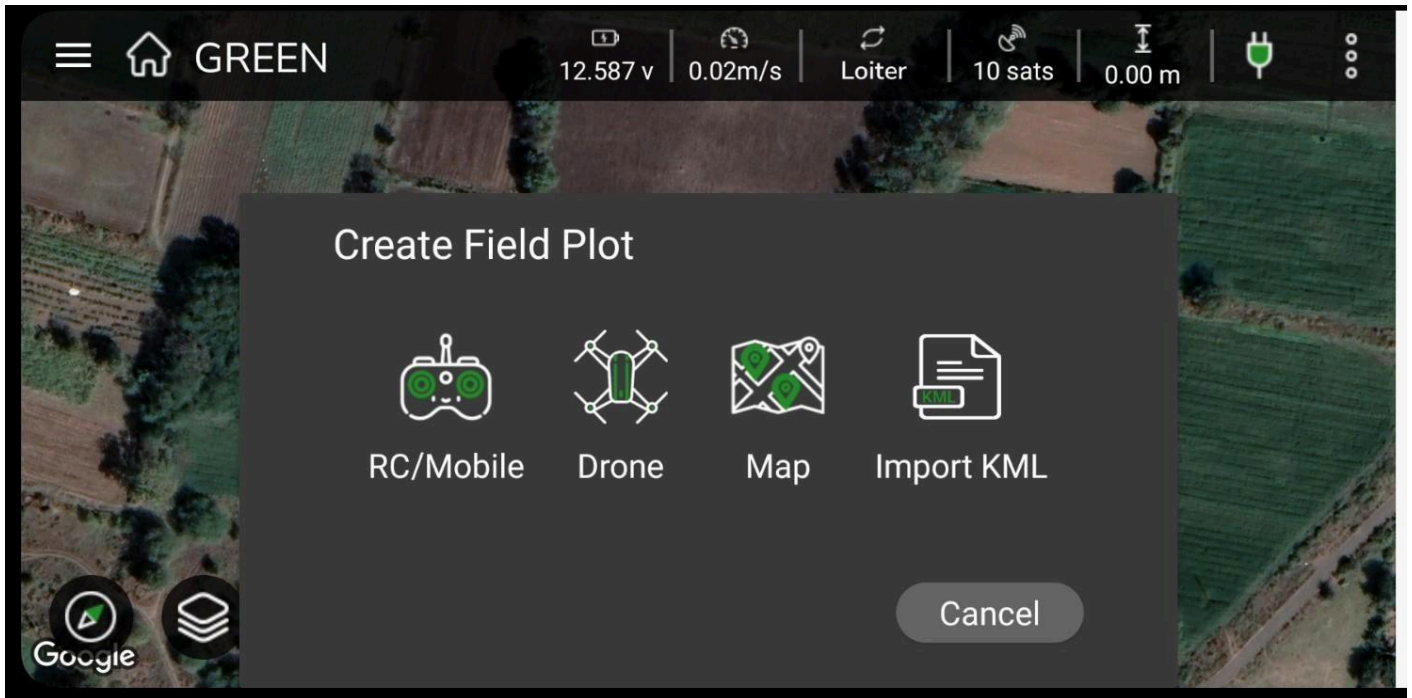 GREEN
12.587 v
0.02m/s
Loiter
10 sats
0.00 m
Create Field Plot
KML
RC/Mobile
Drone
Map
Import KML
Cancel
Google